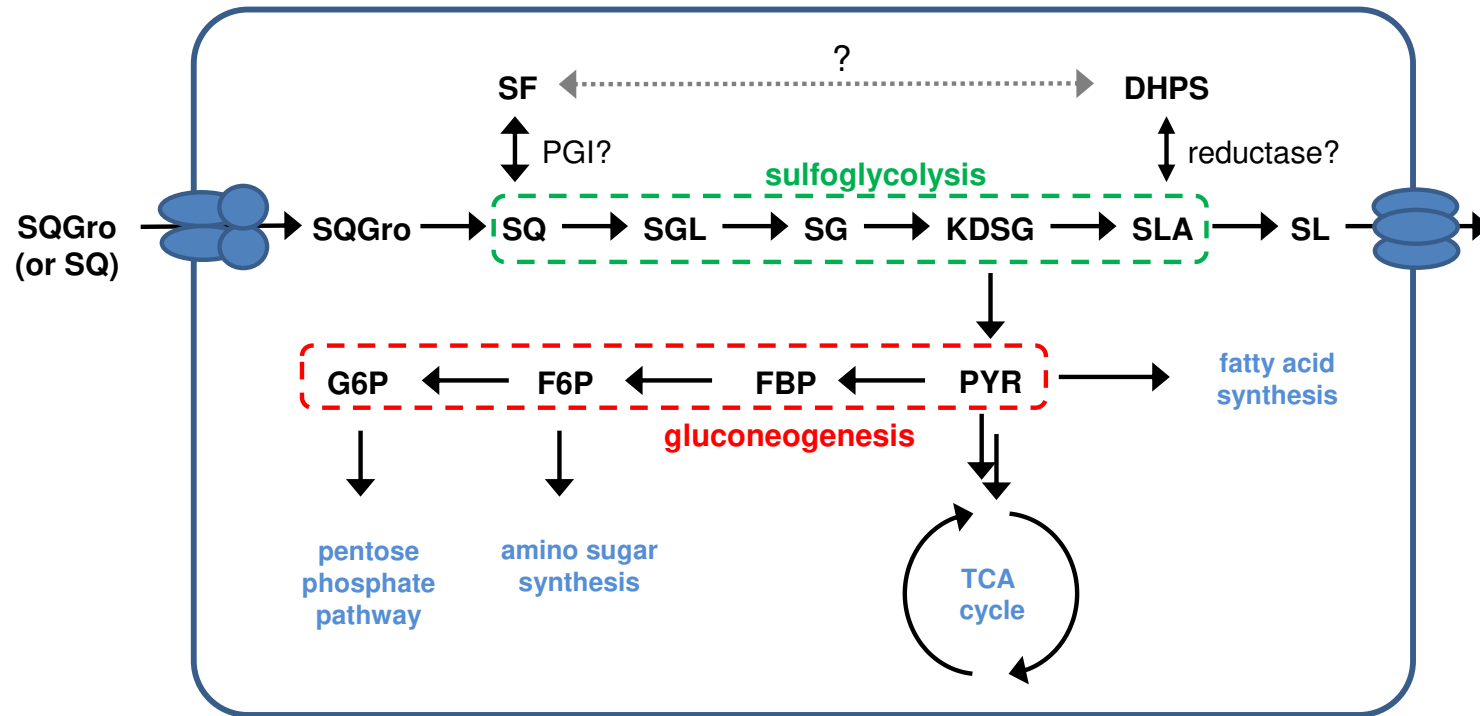 ?
SF
DHPS
PGI?
reductase?
sulfoglycolysis
SQGro
(or SQ)
SQGro
SQ
SGL
SG
KDSG
SLA
SL
G6P
F6P
FBP
PYR
fatty acid
synthesis
gluconeogenesis
pentose
phosphate
pathway
amino sugar
synthesis
TCA
cycle